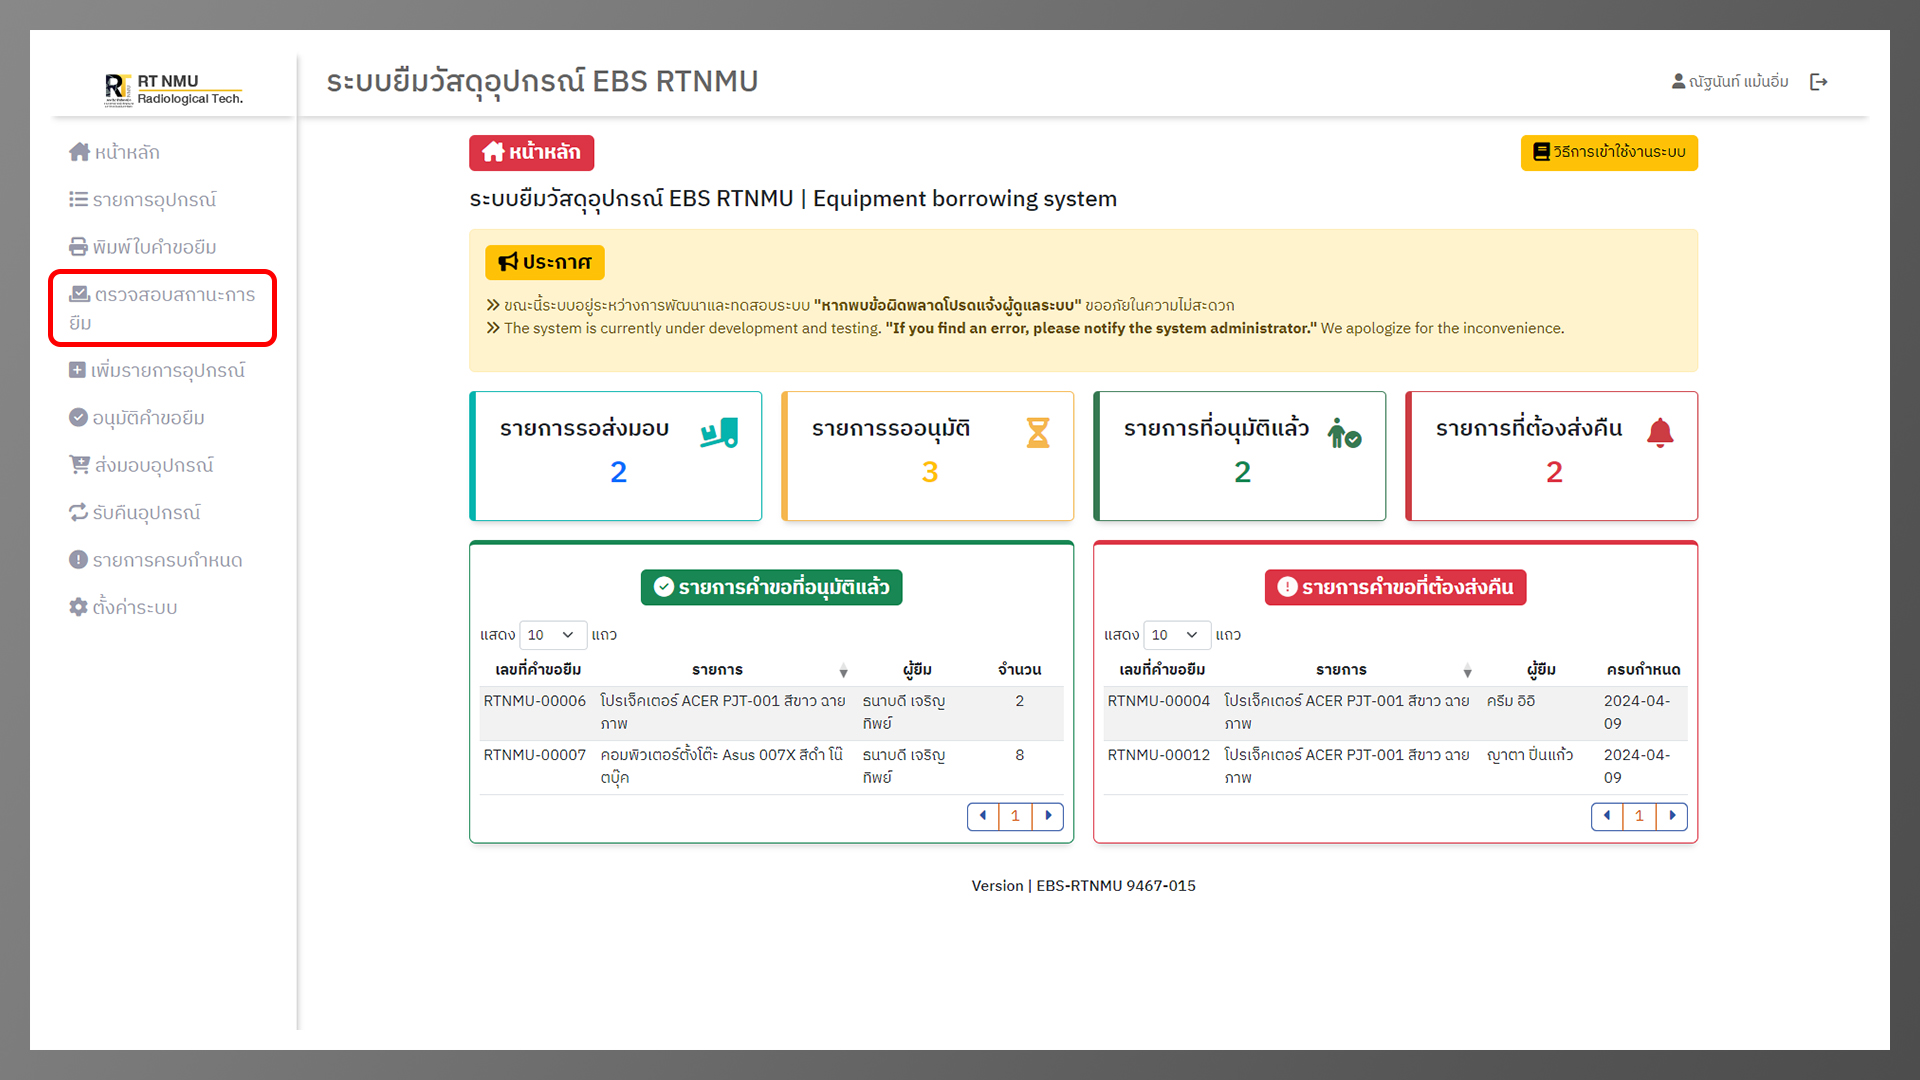 RT NMU
Radiological Tech.
ระบบยืมวัสดุอุปกรณ์ EBS RTNMU
ณัฐนันท์ แม้นอิ่ม
หน้าหลัก
รายการอุปกรณ์
พิมพ์ใบคำขอยืม
ตรวจสอบสถานะการ
ยืม
เพิ่มรายการอุปกรณ์
อนุมัติคำขอยืม
ส่งมอบอุปกรณ์
รับคืนอุปกรณ์
รายการครบกำหนด
ตั้งค่าระบบ
หน้าหลัก
วิธีการเข้าใช้งานระบบ
ระบบยืมวัสดุอุปกรณ์ EBS RTNMU | Equipment borrowing system
ประกาศ
ขณะนี้ระบบอยู่ระหว่างการพัฒนาและทดสอบระบบ "หากพบข้อผิดพลาดโปรดแจ้งผู้ดูแลระบบ" ขออภัยในความไม่สะดวก
The system is currently under development and testing. "If you find an error, please notify the system administrator." We apologize for the inconvenience.
รายการรอส่งมอบ
2
รายการรออนุมัติ
3
รายการที่อนุมัติแล้ว
2
รายการที่ต้องส่งคืน
2
รายการคำขอที่อนุมัติแล้ว
แสดง 10 แถว
เลขที่คำขอยืม รายการ ผู้ยืม จำนวน
RTNMU-00006 โปรเจ็คเตอร์ ACER PJT-001 สีขาว ฉาย ธนาบดี เจริญ 2
ภาพ ทิพย์
RTNMU-00007 คอมพิวเตอร์ตั้งโต๊ะ Asus 007X สีดำ โน๊ ธนาบดี เจริญ 8
ตบุ๊ค ทิพย์
1
รายการคำขอที่ต้องส่งคืน
แสดง 10 แถว
เลขที่คำขอยืม รายการ ผู้ยืม ครบกำหนด
RTNMU-00004 โปรเจ็คเตอร์ ACER PJT-001 สีขาว ฉาย ครีม อิอิ 2024-04-
ภาพ 09
RTNMU-00012 โปรเจ็คเตอร์ ACER PJT-001 สีขาว ฉาย ญาตา ปิ่นแก้ว 2024-04-
ภาพ 09
1
Version | EBS-RTNMU 9467-015